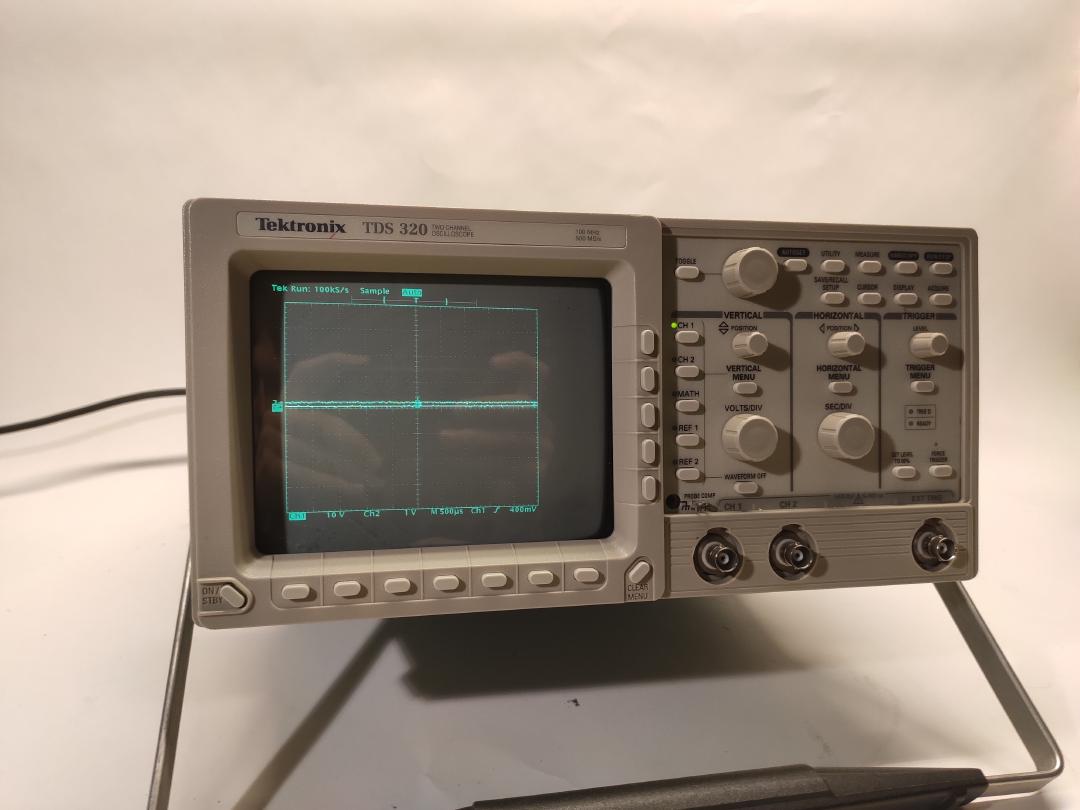 Tektronix TDS 320 TWO CHANNEL
OSCILLOSCOPE
100 MHz
500 MS/s
Tek Run: 100kS/s Sample
Ch1 10 V Ch2 1 V M 500µs Ch1 400mV
ON/
STBY
CLEAR
MENU
TOGGLE
AUTOSET
UTILITY
MEASURE
SAVE/RECALL
SETUP
CURSOR
DISPLAY
ACQUIRE
VERTICAL
HORIZONTAL
TRIGGER
POSITION
POSITION
LEVEL
CH 1
CH 2
MATH
REF 1
REF 2
VERTICAL
MENU
HORIZONTAL
MENU
TRIGGER
MENU
VOLTS/DIV
SEC/DIV
TRIG'D
READY
SET LEVEL
TO 50%
FORCE
TRIGGER
WAVEFORM OFF
PROBE COMP
CH 1
CH 2
EXT TRIG